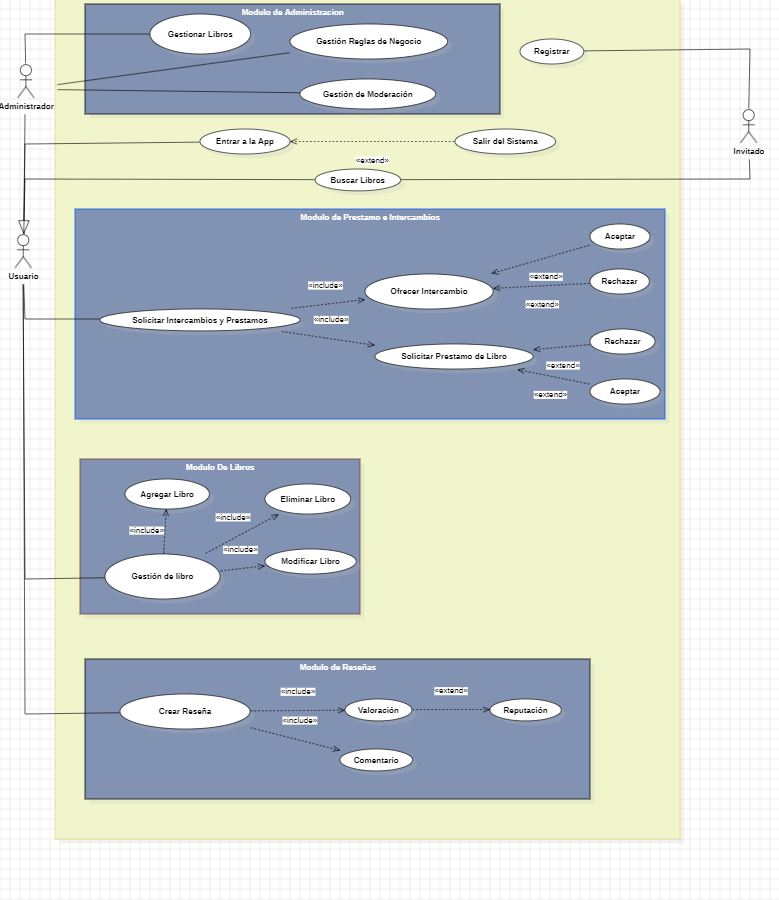 Modulo de Administracion
Gestionar Libros
Gestión Reglas de Negocio
Registrar
Gestión de Moderación
Administrador
Entrar a la App
Salir del Sistema
Invitado
«extend»
Buscar Libros
Modulo de Prestamo e Intercambios
Aceptar
Usuario
«extend»
Rechazar
«include»
Ofrecer Intercambio
«extend»
Solicitar Intercambios y Prestamos
«include»
Rechazar
Solicitar Prestamo de Libro
«extend»
Aceptar
«extend»
Modulo De Libros
Agregar Libro
Eliminar Libro
«include»
«include»
«include»
Modificar Libro
Gestión de libro
Modulo de Reseñas
«include»
«extend»
Crear Reseña
Valoración
Reputación
«include»
Comentario